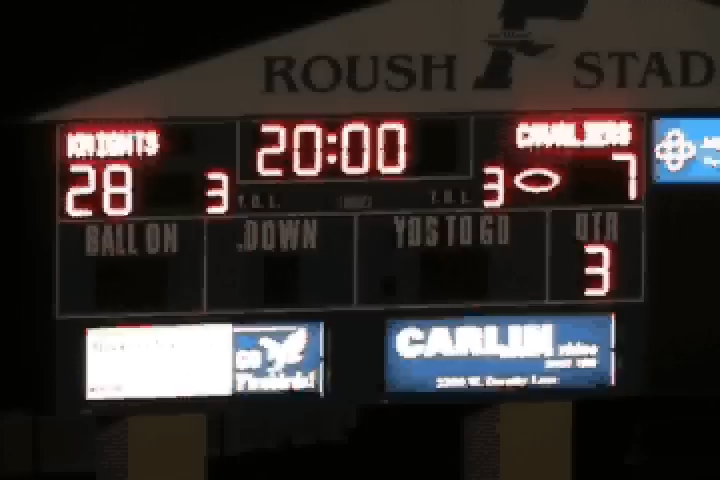 ROUSH STAD
KNIGHTS 20:00 CAVALIERS
28 3 T.O.L. T.O.L. 3 7
BALL ON DOWN YDS TO GO QTR
3
CARLIN